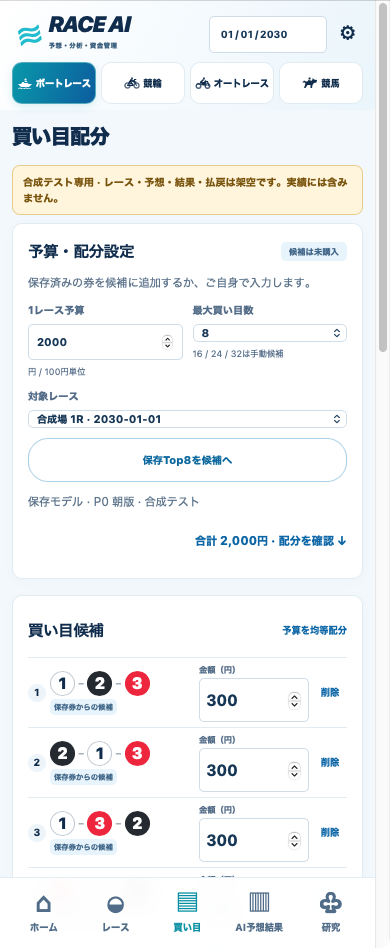 RACE AI
予想・分析・資金管理
01/01/2030
ボートレース
競輪
オートレース
競馬
買い目配分
合成テスト専用・レース・予想・結果・払戻は架空です。実績には含み
ません。
予算・配分設定
候補は未購入
保存済みの券を候補に追加するか、ご自身で入力します。
1レース予算
最大買い目数
2000
8
円 / 100円単位
16 / 24 / 32は手動候補
対象レース
合成場 1R · 2030-01-01
保存Top8を候補へ
保存モデル · P0 朝版 · 合成テスト
合計 2,000円 · 配分を確認 ↓
買い目候補
予算を均等配分
1
1 - 2 - 3
保存券からの候補
金額（円）
300
削除
2
2 - 1 - 3
保存券からの候補
金額（円）
300
削除
3
1 - 3 - 2
保存券からの候補
金額（円）
300
削除
ホーム
レース
買い目
AI予想結果
研究